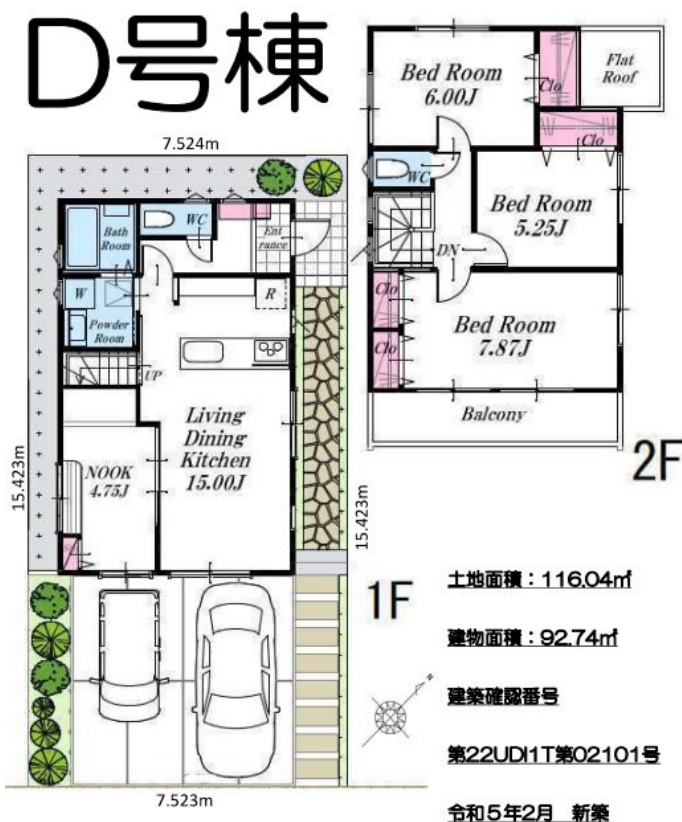 D号棟
7.524m
15.423m
Bath
Room
WC
Ent
rance
W
Powder
Room
R
UP
Living
Dining
Kitchen
15.00J
NOOK
4.75J
15.423m
7.523m
1F
Bed Room
6.00J
Clo
Flat
Roof
Clo
WC
Bed Room
5.25J
DN
Clo
Bed Room
7.87J
Clo
Balcony
2F
土地面積：116.04㎡
建物面積：92.74㎡
建築確認番号
第22UDI1T第02101号
令和5年2月 新築